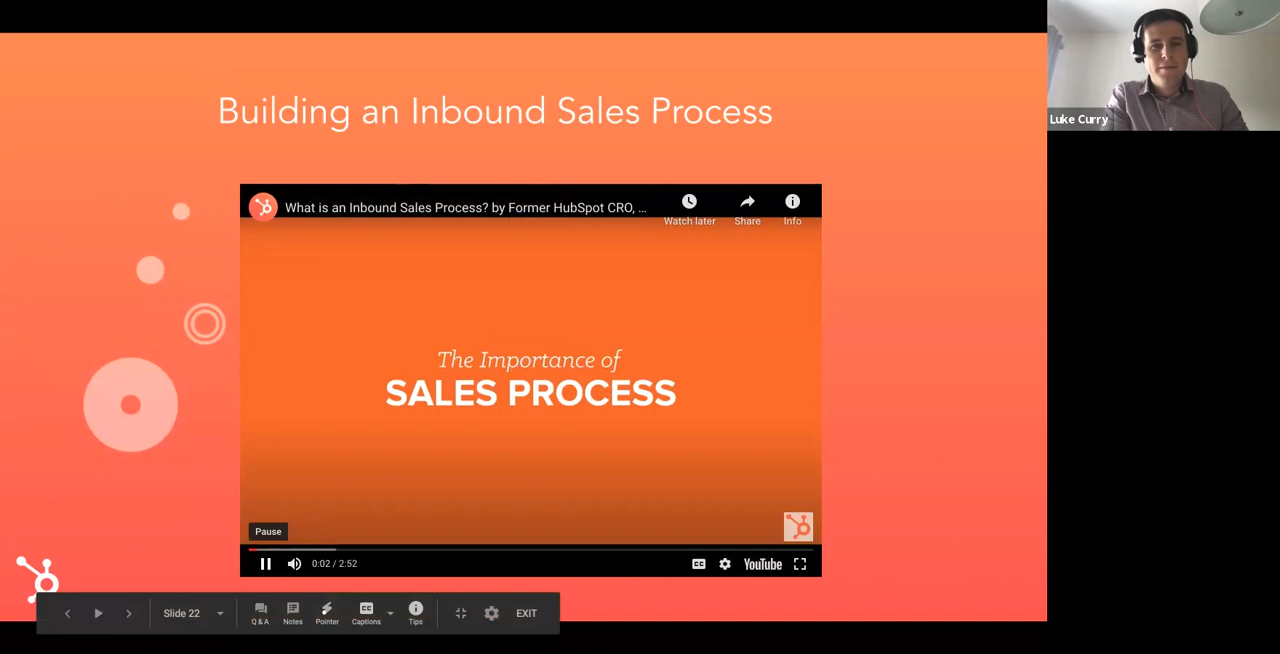 Building an Inbound Sales Process
Luke Curry
What is an Inbound Sales Process? by Former HubSpot CRO, ...
Watch later
Share
Info
The Importance of
SALES PROCESS
Pause
0:02 / 2:52
CC
YouTube
Slide 22
Q & A
Notes
Pointer
CC
Captions
Tips
EXIT